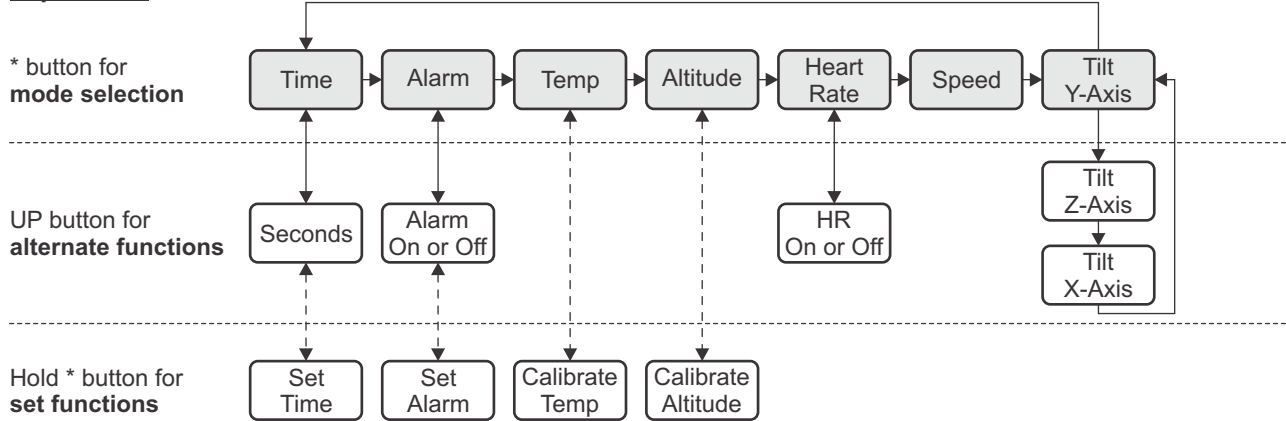 * button for
mode selection
Time
Alarm
Temp
Altitude
Heart
Rate
Speed
Tilt
Y-Axis
UP button for
alternate functions
Seconds
Alarm
On or Off
HR
On or Off
Tilt
Z-Axis
Tilt
X-Axis
Hold * button for
set functions
Set
Time
Set
Alarm
Calibrate
Temp
Calibrate
Altitude